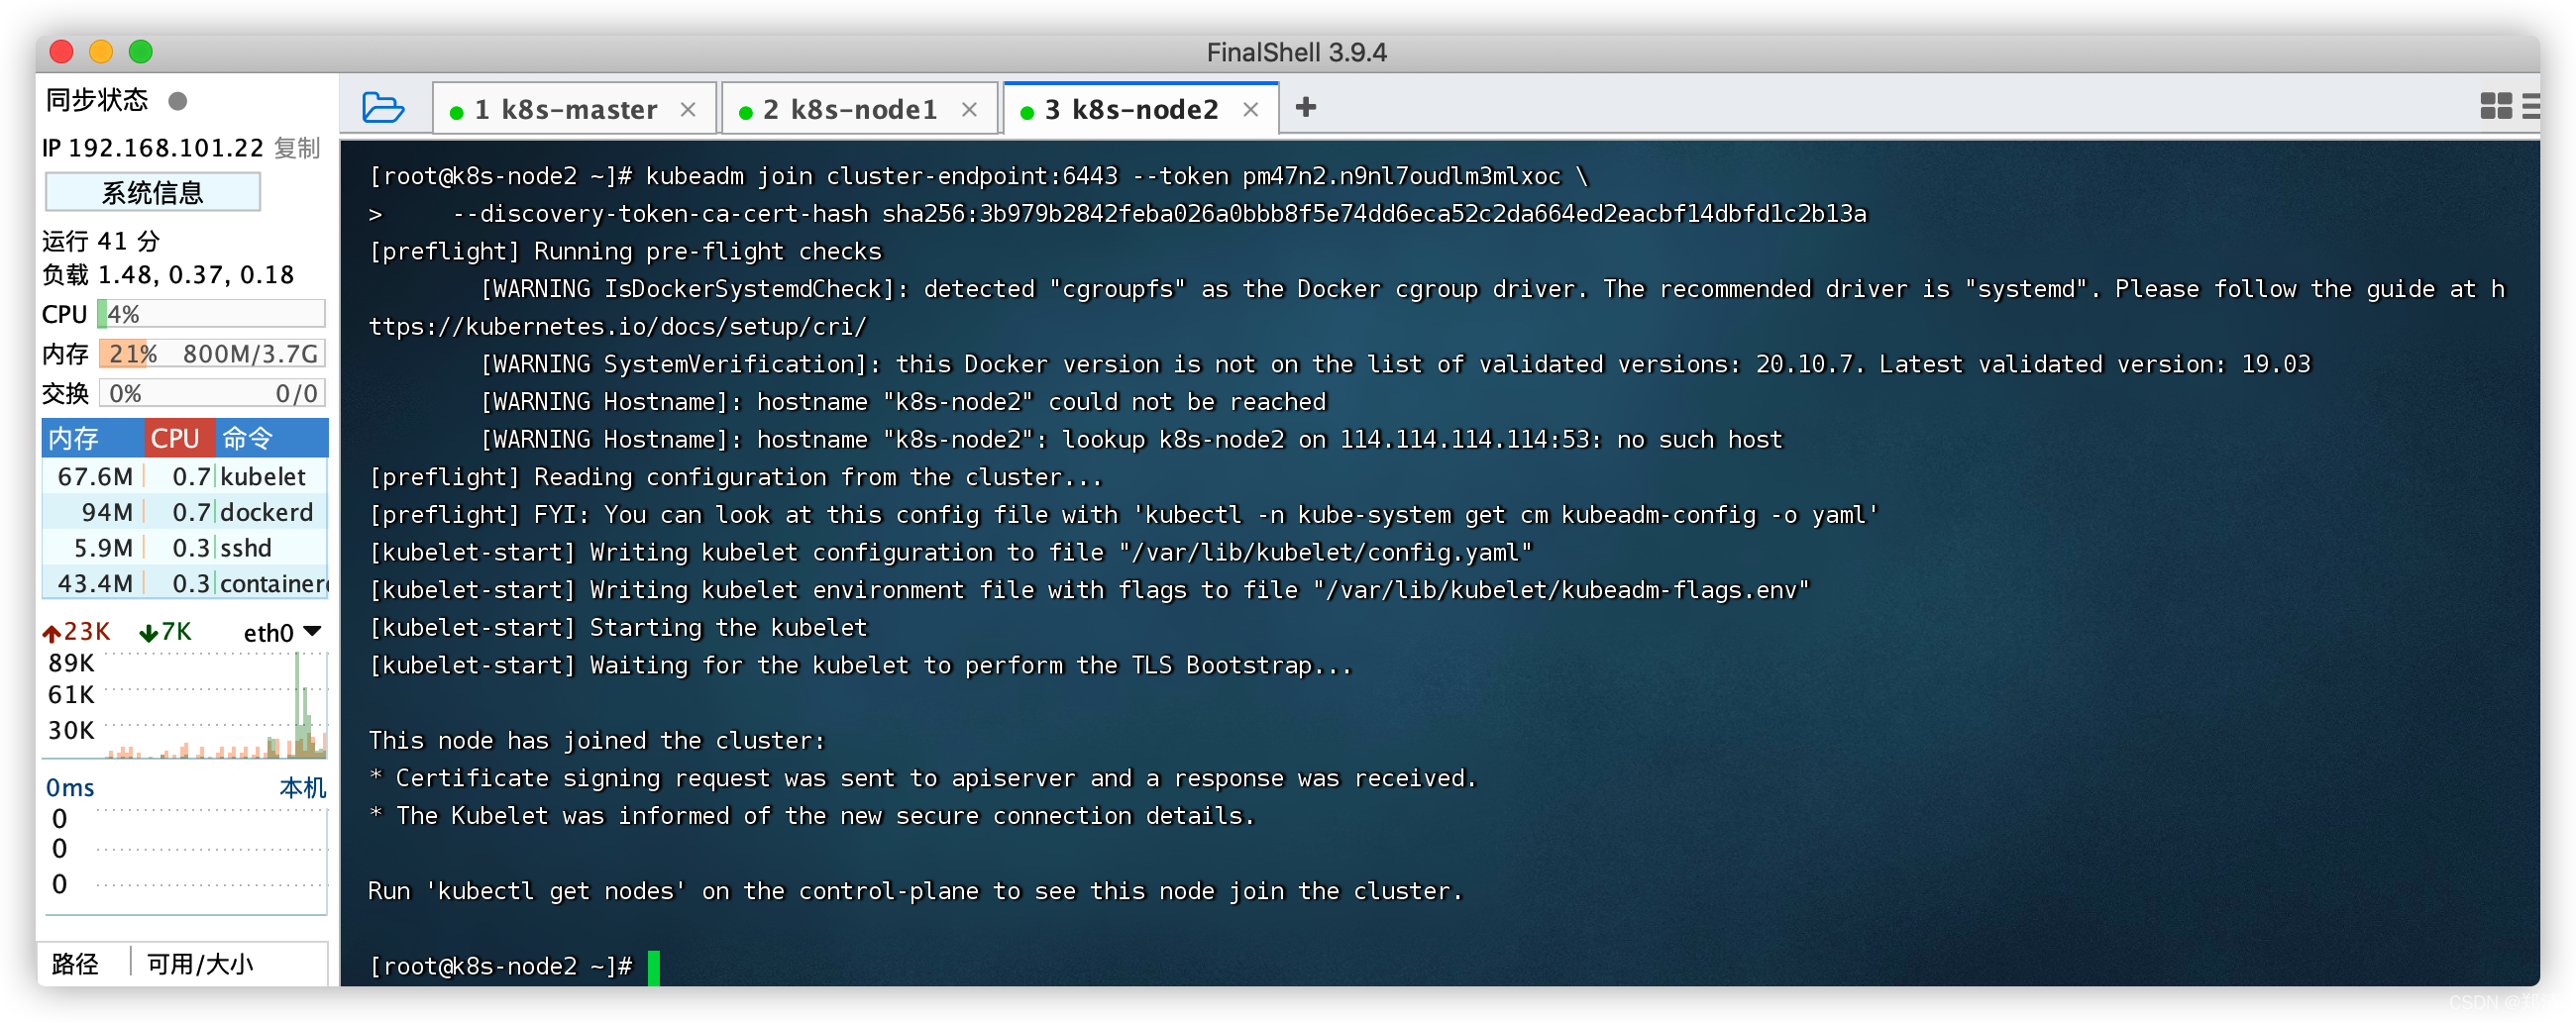 FinalShell 3.9.4
同步状态
IP 192.168.101.22 复制
系统信息
运行 41 分
负载 1.48, 0.37, 0.18
CPU 4%
内存 21% 800M/3.7G
交换 0% 0/0
内存 CPU 命令
67.6M 0.7 kubelet
94M 0.7 dockerd
5.9M 0.3 sshd
43.4M 0.3 container
23K 7K eth0
89K
61K
30K
0ms 本机
0
0
0
路径 可用/大小
1 k8s-master × 2 k8s-node1 × 3 k8s-node2 × +
[root@k8s-node2 ~]# kubeadm join cluster-endpoint:6443 --token pm47n2.n9nl7oudlm3mlxoc \
> --discovery-token-ca-cert-hash sha256:3b979b2842feba026a0bbb8f5e74dd6eca52c2da664ed2eacbf14dbfd1c2b13a
[preflight] Running pre-flight checks
[WARNING IsDockerSystemdCheck]: detected "cgroupfs" as the Docker cgroup driver. The recommended driver is "systemd". Please follow the guide at h
ttps://kubernetes.io/docs/setup/cri/
[WARNING SystemVerification]: this Docker version is not on the list of validated versions: 20.10.7. Latest validated version: 19.03
[WARNING Hostname]: hostname "k8s-node2" could not be reached
[WARNING Hostname]: hostname "k8s-node2": lookup k8s-node2 on 114.114.114.114:53: no such host
[preflight] Reading configuration from the cluster...
[preflight] FYI: You can look at this config file with 'kubectl -n kube-system get cm kubeadm-config -o yaml'
[kubelet-start] Writing kubelet configuration to file "/var/lib/kubelet/config.yaml"
[kubelet-start] Writing kubelet environment file with flags to file "/var/lib/kubelet/kubeadm-flags.env"
[kubelet-start] Starting the kubelet
[kubelet-start] Waiting for the kubelet to perform the TLS Bootstrap...
This node has joined the cluster:
* Certificate signing request was sent to apiserver and a response was received.
* The Kubelet was informed of the new secure connection details.
Run 'kubectl get nodes' on the control-plane to see this node join the cluster.
[root@k8s-node2 ~]#